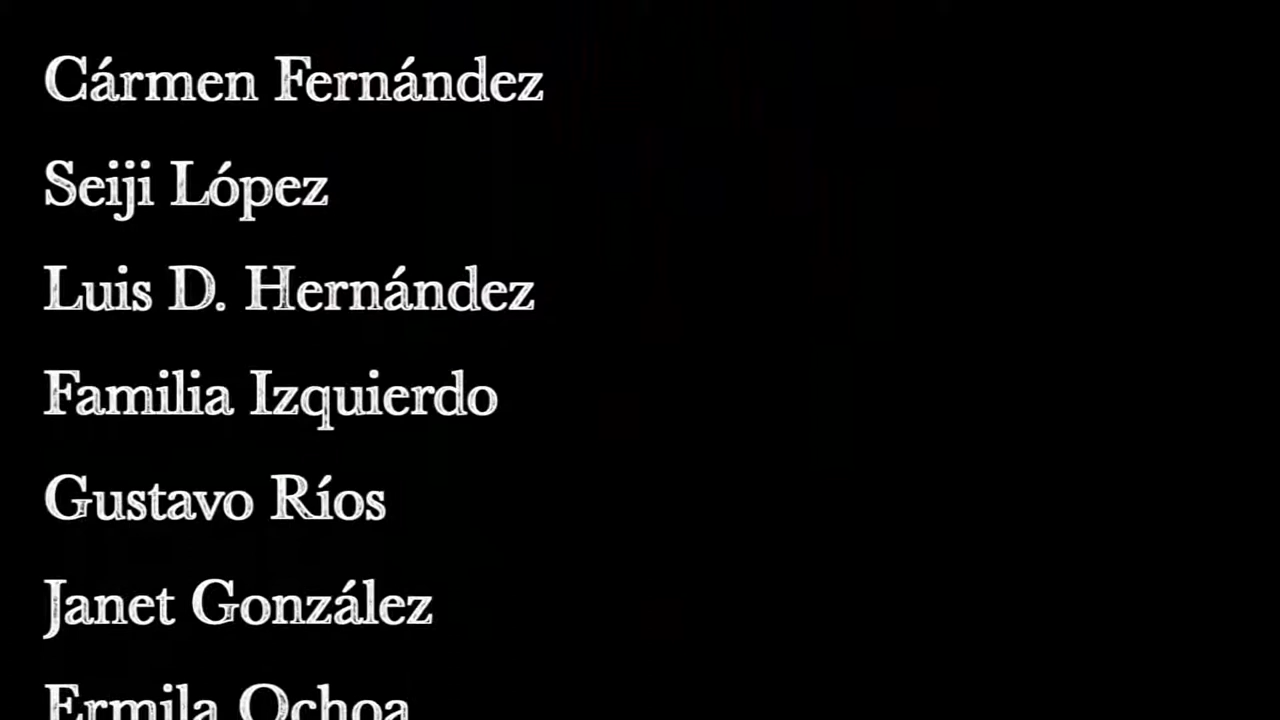 Cármen Fernández
Seiji López
Luis D. Hernández
Familia Izquierdo
Gustavo Ríos
Janet González
Ermila Ochoa